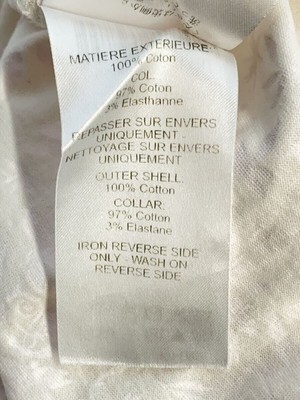 MATIERE EXTERIEURE:
100% Coton
COL:
97% Coton
3% Elasthanne
REPASSER SUR ENVERS
UNIQUEMENT -
NETTOYAGE SUR ENVERS
UNIQUEMENT
OUTER SHELL:
100% Cotton
COLLAR:
97% Cotton
3% Elastane
IRON REVERSE SIDE
ONLY - WASH ON
REVERSE SIDE